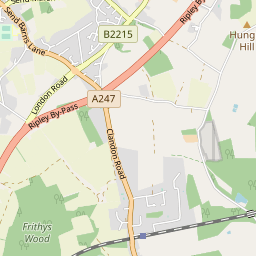 Send Barns Lane
B2215
Ripley By-Pass
Hung
Hill
London Road
A247
Ripley By-Pass
Clandon Road
Frithys
Wood